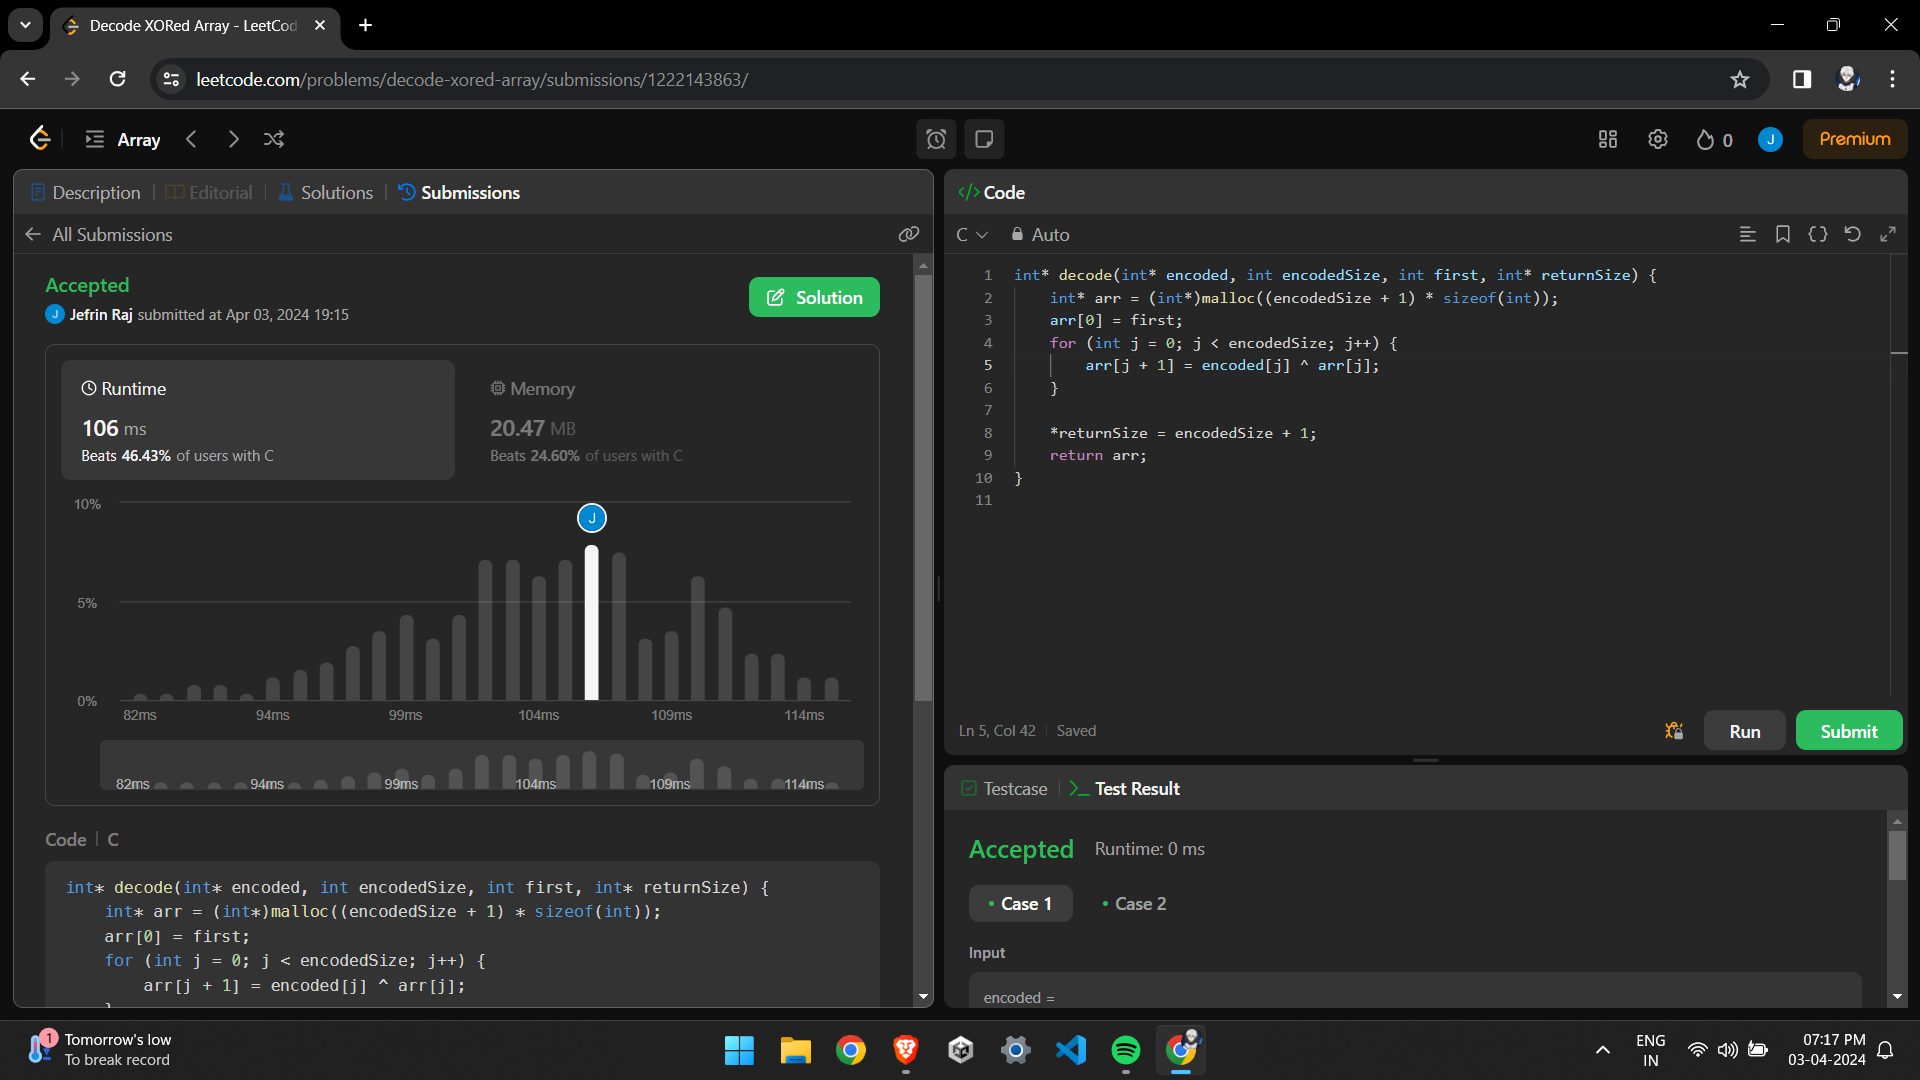 Decode XORed Array - LeetCod
leetcode.com/problems/decode-xored-array/submissions/1222143863/
Array
0
J
Premium
Description
Editorial
Solutions
Submissions
All Submissions
Accepted
J Jefrin Raj submitted at Apr 03, 2024 19:15
Solution
Runtime
106 ms
Beats 46.43% of users with C
Memory
20.47 MB
Beats 24.60% of users with C
10%
J
5%
0%
82ms 94ms 99ms 104ms 109ms 114ms
82ms 94ms 99ms 104ms 109ms 114ms
Code | C
int* decode(int* encoded, int encodedSize, int first, int* returnSize) {
int* arr = (int*)malloc((encodedSize + 1) * sizeof(int));
arr[0] = first;
for (int j = 0; j < encodedSize; j++) {
arr[j + 1] = encoded[j] ^ arr[j];
</> Code
C
Auto
1 int* decode(int* encoded, int encodedSize, int first, int* returnSize) {
2 int* arr = (int*)malloc((encodedSize + 1) * sizeof(int));
3 arr[0] = first;
4 for (int j = 0; j < encodedSize; j++) {
5 arr[j + 1] = encoded[j] ^ arr[j];
6 }
7
8 *returnSize = encodedSize + 1;
9 return arr;
10 }
11
Ln 5, Col 42 Saved
Run
Submit
Testcase
Test Result
Accepted Runtime: 0 ms
• Case 1 • Case 2
Input
encoded =
1
Tomorrow's low
To break record
ENG
IN
07:17 PM
03-04-2024